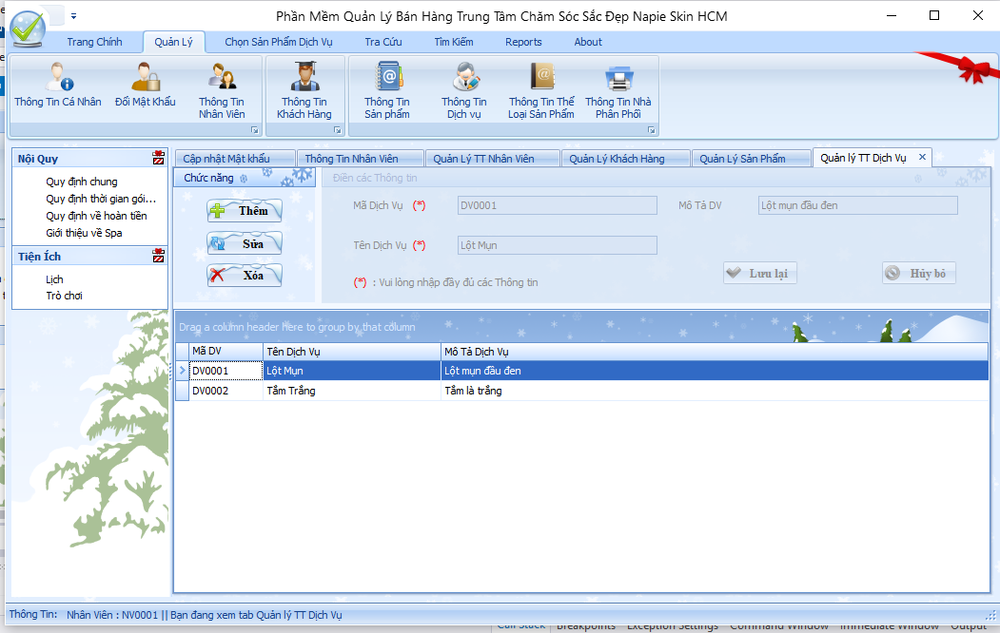 Phần Mềm Quản Lý Bán Hàng Trung Tâm Chăm Sóc Sắc Đẹp Napie Skin HCM
Trang Chính Quản Lý Chọn Sản Phẩm Dịch Vụ Tra Cứu Tìm Kiếm Reports About
Thông Tin Cá Nhân Đổi Mật Khẩu Thông Tin Nhân Viên Thông Tin Khách Hàng Thông Tin Sản phẩm Thông Tin Dịch vụ Thông Tin Thể Loại Sản Phẩm Thông Tin Nhà Phân Phối
Nội Quy
Quy định chung
Quy định thời gian gói...
Quy định về hoàn tiền
Giới thiệu về Spa
Tiện Ích
Lịch
Trò chơi
Cập nhật Mật khẩu Thông Tin Nhân Viên Quản Lý TT Nhân Viên Quản Lý Khách Hàng Quản Lý Sản Phẩm Quản lý TT Dịch Vụ
Chức năng
Thêm
Sửa
Xóa
Điền các Thông tin
Mã Dịch Vụ (*) DV0001 Mô Tả DV Lột mụn đầu đen
Tên Dịch Vụ (*) Lột Mụn
(*) : Vui lòng nhập đầy đủ các Thông tin Lưu lại Hủy bỏ
Drag a column header here to group by that column
Mã DV Tên Dịch Vụ Mô Tả Dịch Vụ
DV0001 Lột Mụn Lột mụn đầu đen
DV0002 Tắm Trắng Tắm là trắng
Thông Tin: Nhân Viên : NV0001 || Bạn đang xem tab Quản lý TT Dịch Vụ
Call Stack Breakpoints Exception Settings Command Window Immediate Window Output